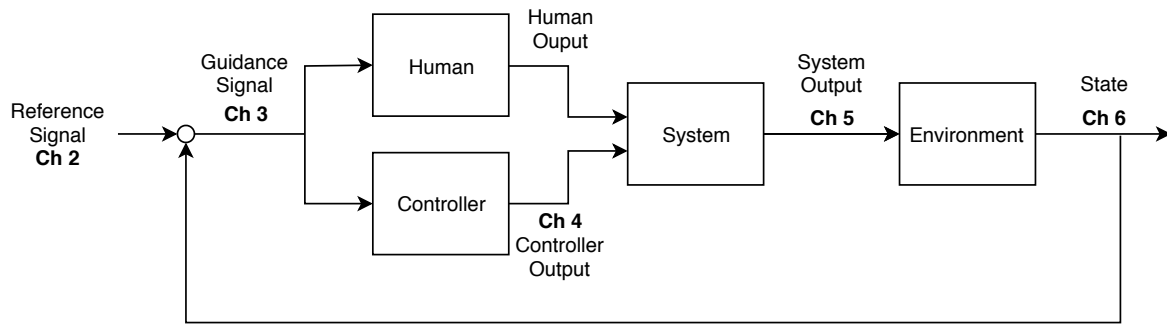 Reference
Signal
Ch 2
Guidance
Signal
Ch 3
Human
Controller
Human
Ouput
Ch 4
Controller
Output
System
System
Output
Ch 5
Environment
State
Ch 6